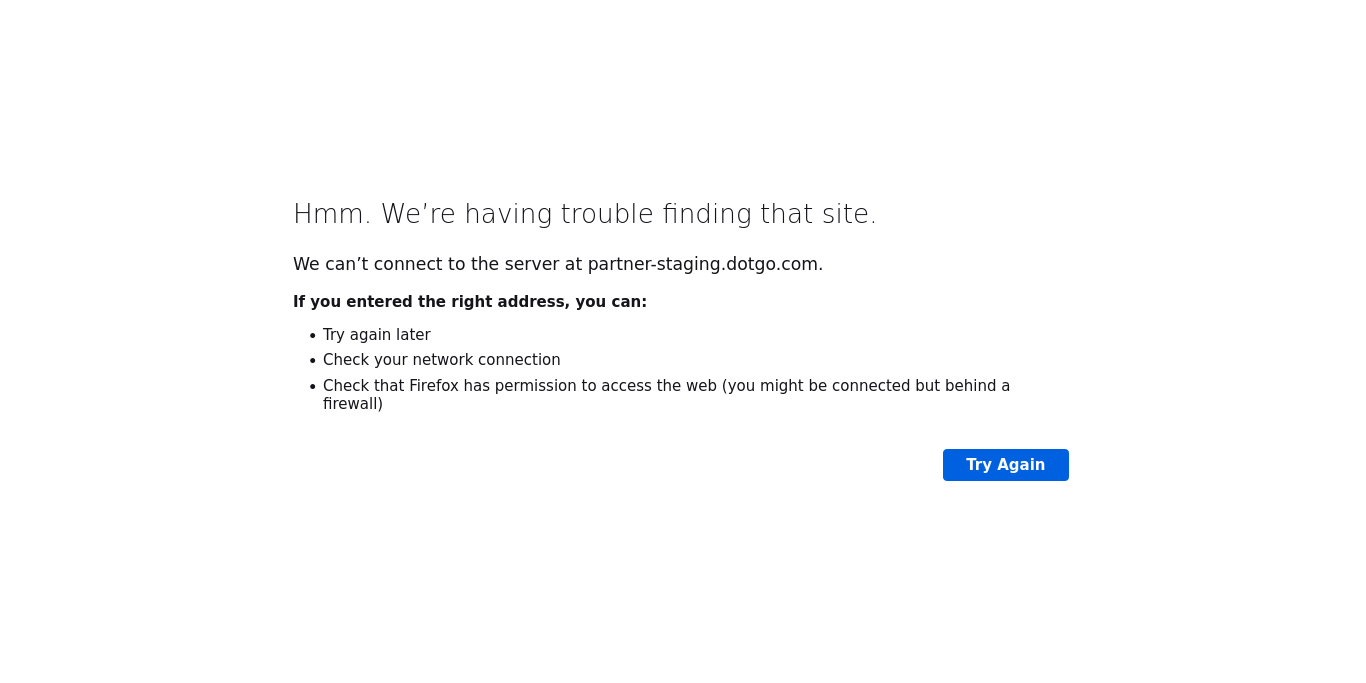 Hmm. We’re having trouble finding that site.
We can’t connect to the server at partner-staging.dotgo.com.
If you entered the right address, you can:
• Try again later
• Check your network connection
• Check that Firefox has permission to access the web (you might be connected but behind a
firewall)
Try Again